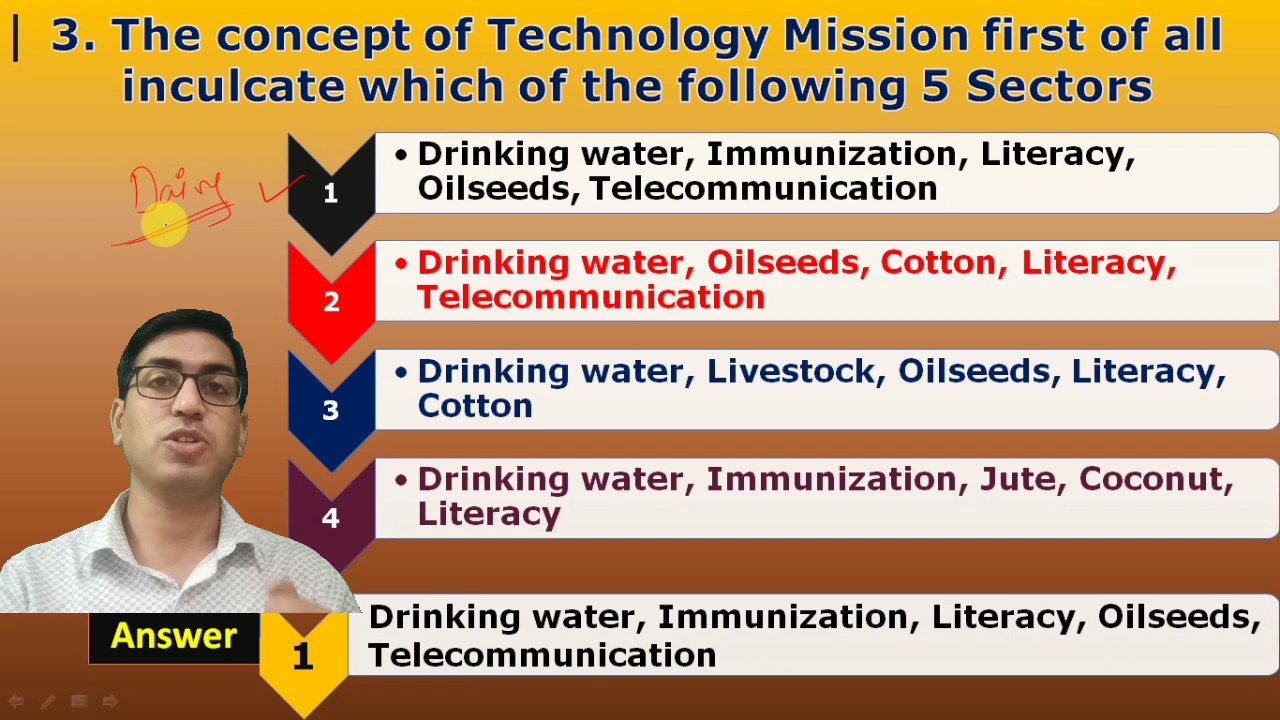 3. The concept of Technology Mission first of all
inculcate which of the following 5 Sectors
Dairy
1
• Drinking water, Immunization, Literacy,
Oilseeds, Telecommunication
2
• Drinking water, Oilseeds, Cotton, Literacy,
Telecommunication
3
• Drinking water, Livestock, Oilseeds, Literacy,
Cotton
4
• Drinking water, Immunization, Jute, Coconut,
Literacy
Answer
1
Drinking water, Immunization, Literacy, Oilseeds,
Telecommunication